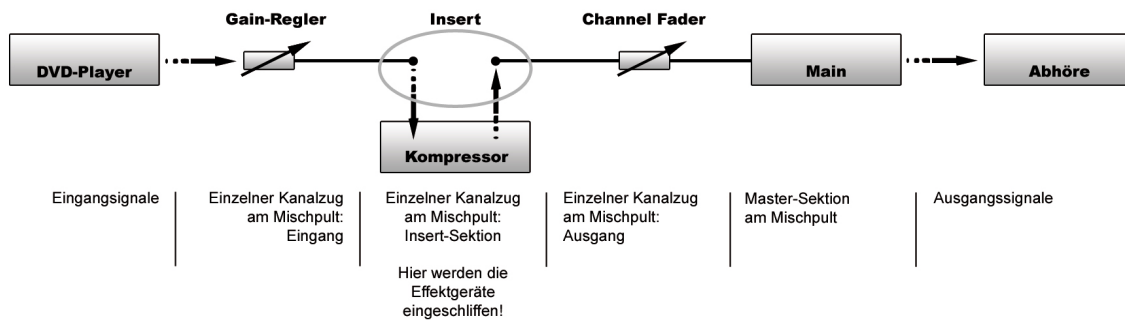 Gain-Regler
Insert
Channel Fader
DVD-Player
Main
Abhöre
Kompressor
Eingangsignale
Einzelner Kanalzug
am Mischpult:
Eingang
Einzelner Kanalzug
am Mischpult:
Insert-Sektion
Hier werden die
Effektgeräte
eingeschliffen!
Einzelner Kanalzug
am Mischpult:
Ausgang
Master-Sektion
am Mischpult
Ausgangssignale